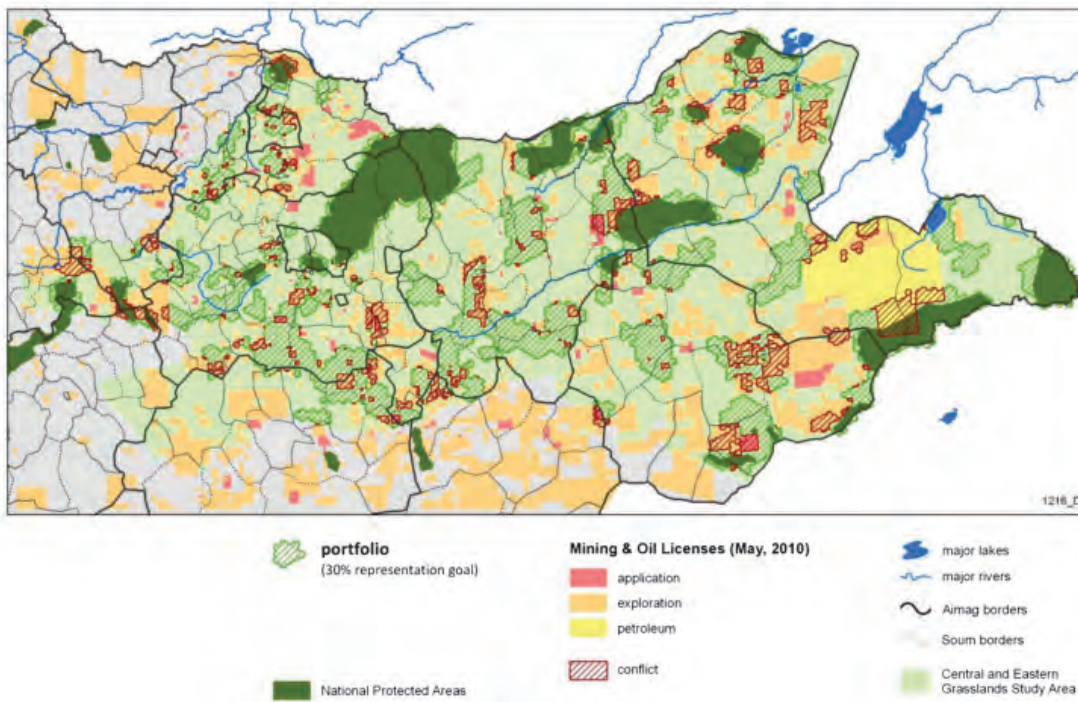 1216_D
portfolio
(30% representation goal)
National Protected Areas
Mining & Oil Licenses (May, 2010)
application
exploration
petroleum
conflict
major lakes
major rivers
Aimag borders
Soum borders
Central and Eastern
Grasslands Study Area